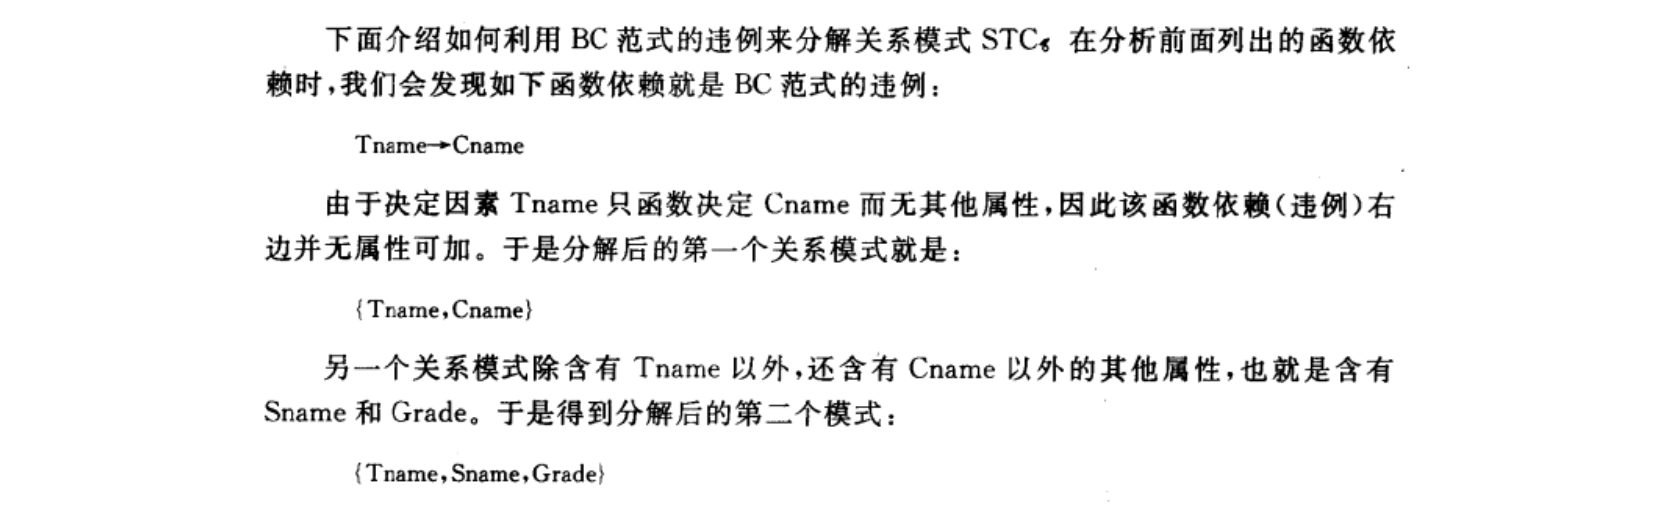 下面介绍如何利用 BC 范式的违例来分解关系模式 STC。在分析前面列出的函数依
赖时,我们会发现如下函数依赖就是 BC 范式的违例:
Tname→Cname
由于决定因素 Tname 只函数决定 Cname 而无其他属性,因此该函数依赖(违例)右
边并无属性可加。于是分解后的第一个关系模式就是:
{Tname,Cname}
另一个关系模式除含有 Tname 以外,还含有 Cname 以外的其他属性,也就是含有
Sname 和 Grade。于是得到分解后的第二个模式:
{Tname,Sname,Grade}